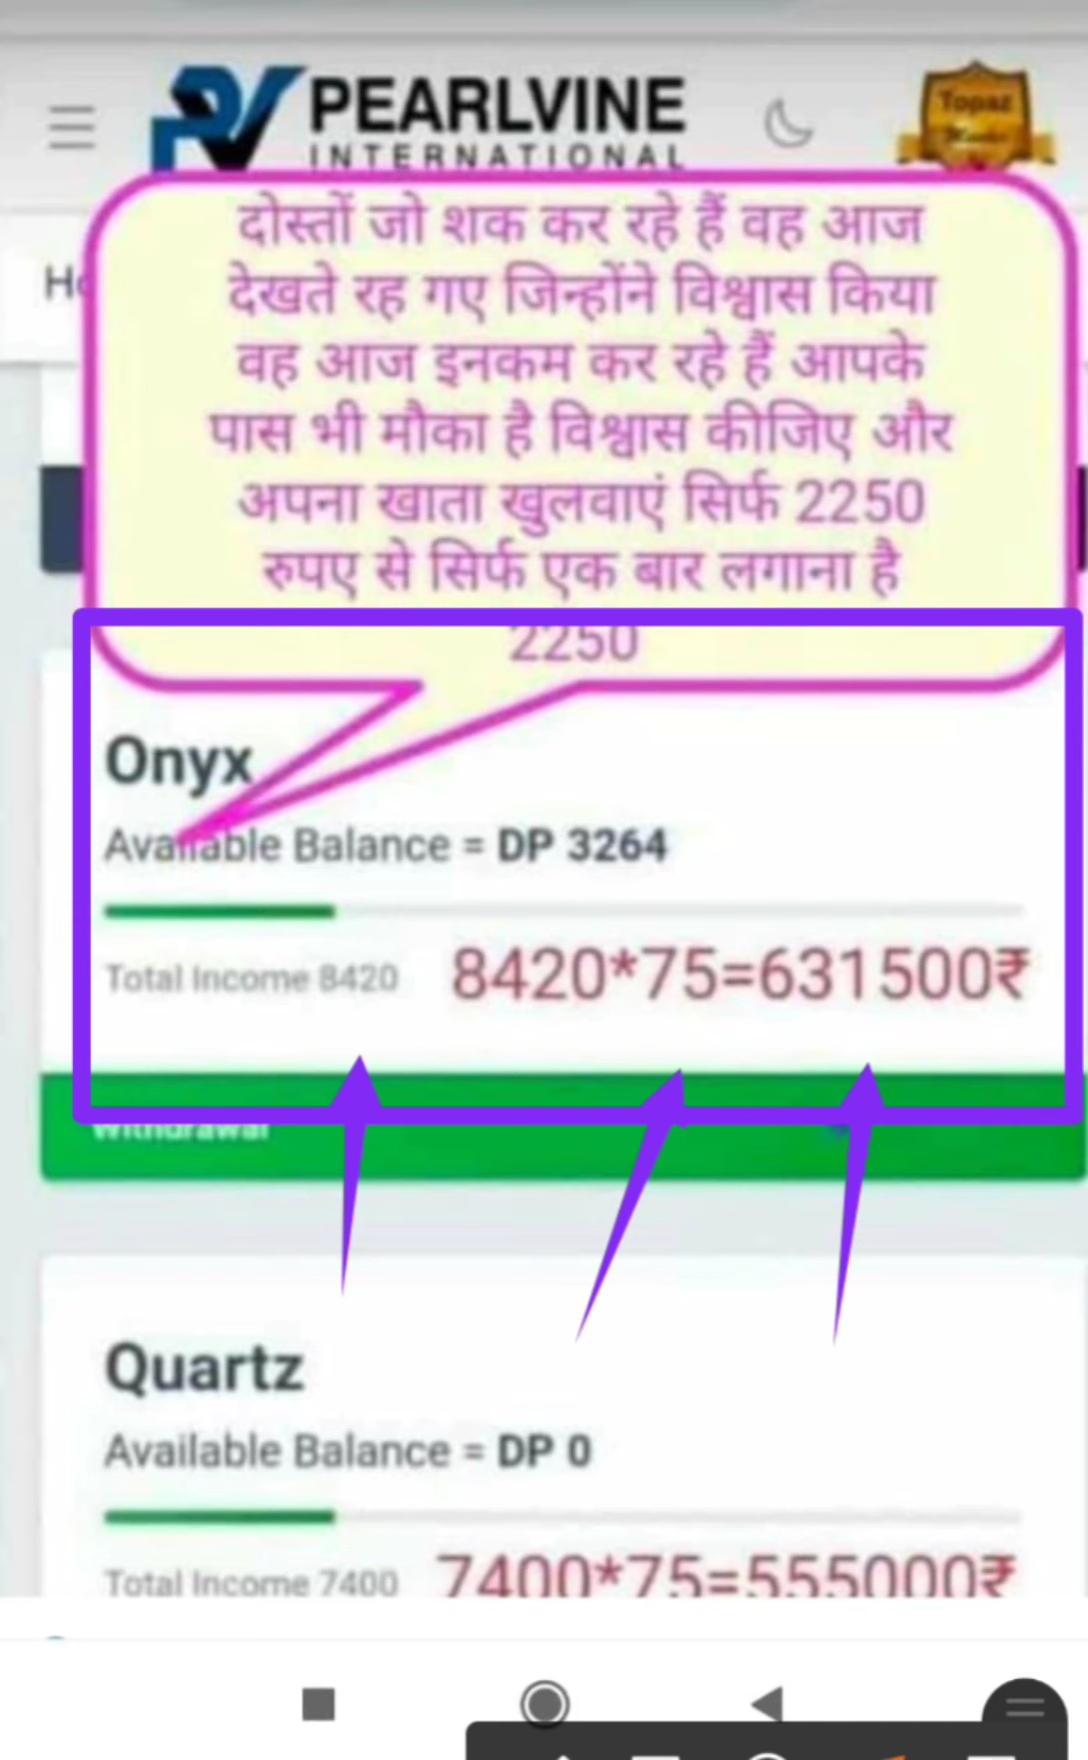 PEARLVINE
INTERNATIONAL
Topaz
दोस्तों जो शक कर रहे हैं वह आज
देखते रह गए जिन्होंने विश्वास किया
वह आज इनकम कर रहे हैं आपके
पास भी मौका है विश्वास कीजिए और
अपना खाता खुलवाएं सिर्फ 2250
रुपए से सिर्फ एक बार लगाना है
2250
Onyx
Available Balance = DP 3264
Total Income 8420 8420*75=631500₹
Withdrawal
Quartz
Available Balance = DP 0
Total Income 7400 7400*75=555000₹